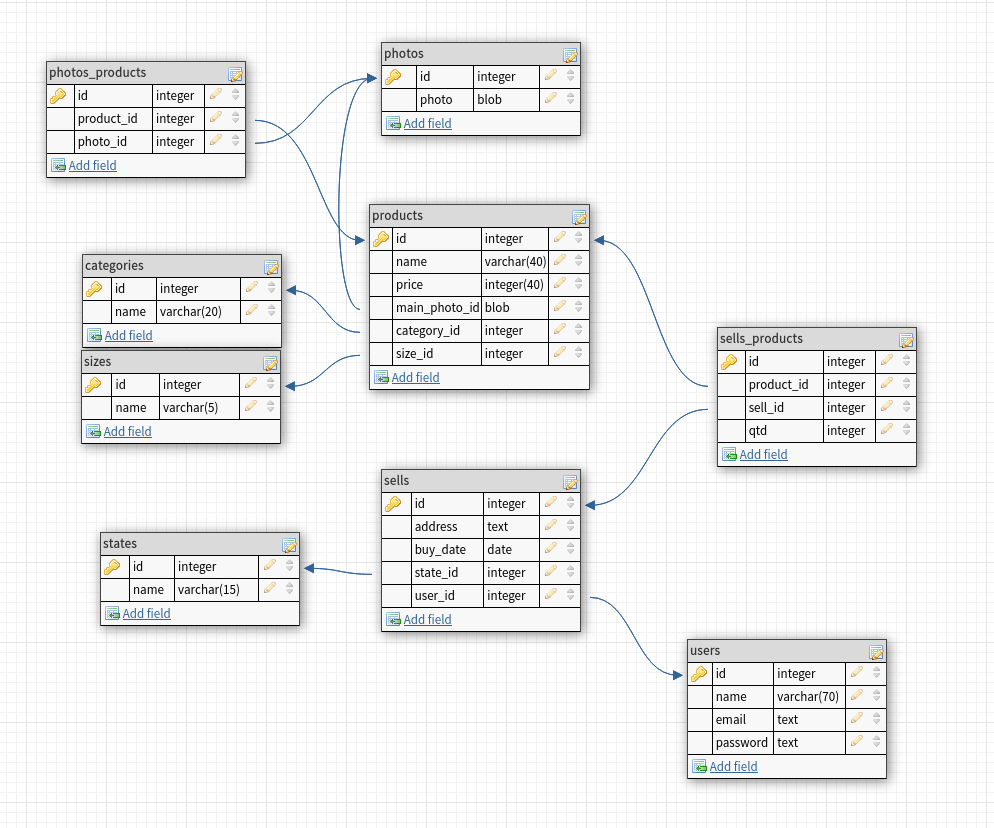 photos_products
id integer
product_id integer
photo_id integer
Add field
photos
id integer
photo blob
Add field
products
id integer
name varchar(40)
price integer(40)
main_photo_id blob
category_id integer
size_id integer
Add field
categories
id integer
name varchar(20)
Add field
sizes
id integer
name varchar(5)
Add field
sells_products
id integer
product_id integer
sell_id integer
qtd integer
Add field
sells
id integer
address text
buy_date date
state_id integer
user_id integer
Add field
states
id integer
name varchar(15)
Add field
users
id integer
name varchar(70)
email text
password text
Add field